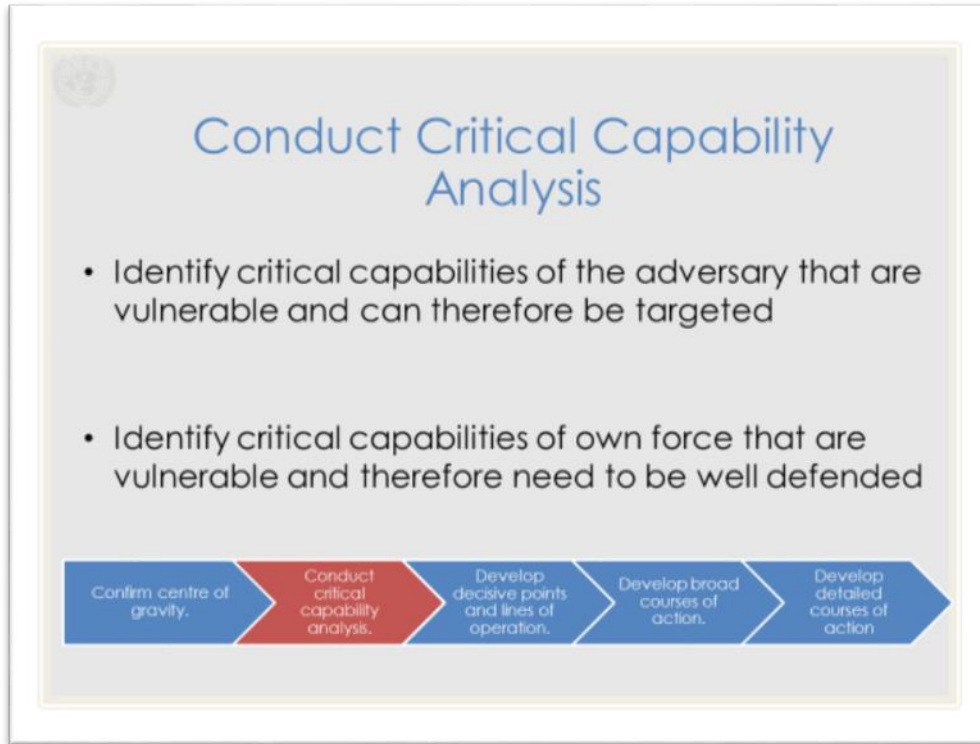 Conduct Critical Capability
Analysis
• Identify critical capabilities of the adversary that are
vulnerable and can therefore be targeted
• Identify critical capabilities of own force that are
vulnerable and therefore need to be well defended
Confirm centre of
gravity.
Conduct
critical
capability
analysis.
Develop
decisive points
and lines of
operation.
Develop broad
courses of
action.
Develop
detailed
courses of
action